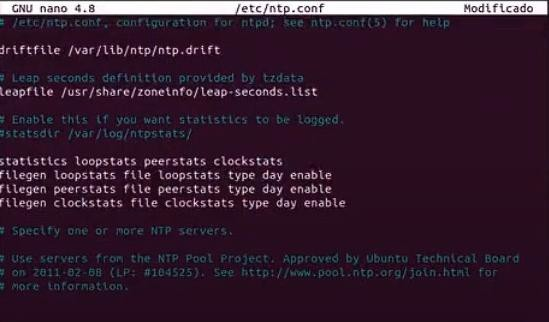 GNU nano 4.8 /etc/ntp.conf Modificado
# /etc/ntp.conf, configuration for ntpd; see ntp.conf(5) for help
driftfile /var/lib/ntp/ntp.drift
# Leap seconds definition provided by tzdata
leapfile /usr/share/zoneinfo/leap-seconds.list
# Enable this if you want statistics to be logged.
#statsdir /var/log/ntpstats/
statistics loopstats peerstats clockstats
filegen loopstats file loopstats type day enable
filegen peerstats file peerstats type day enable
filegen clockstats file clockstats type day enable
# Specify one or more NTP servers.
# Use servers from the NTP Pool Project. Approved by Ubuntu Technical Board
# on 2011-02-08 (LP: #104525). See http://www.pool.ntp.org/join.html for
# more information.